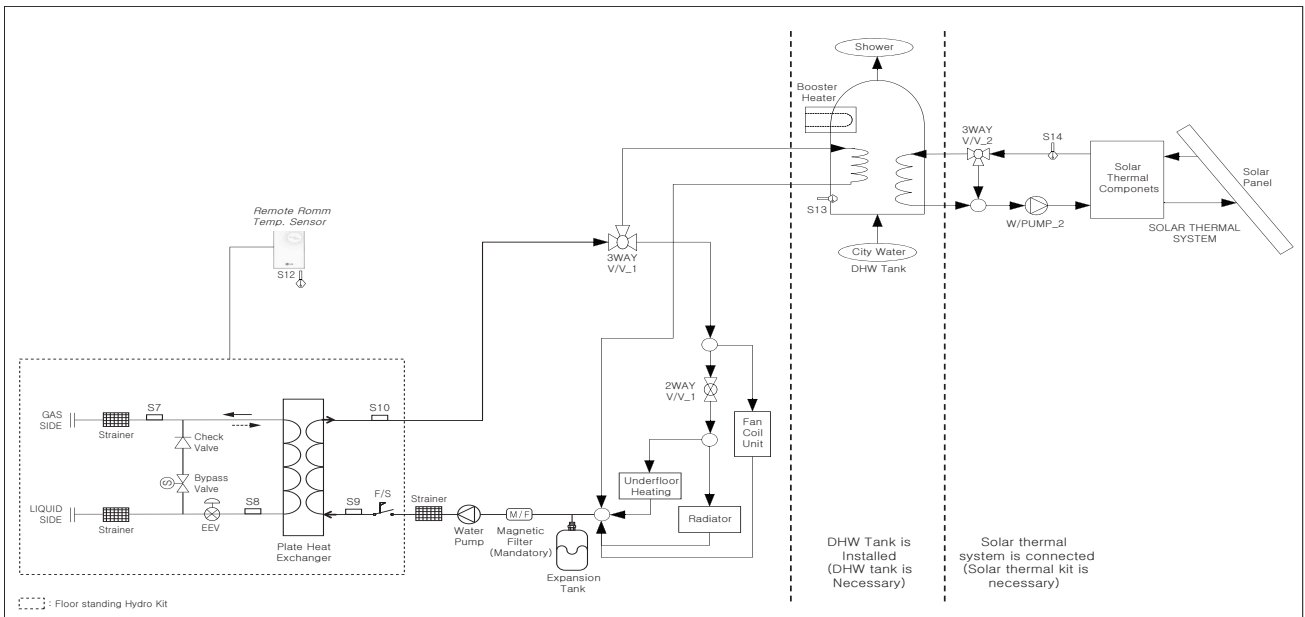 Shower
Booster
Heater
3WAY
V/V_2
S14
Solar
Thermal
Componets
Solar
Panel
S13
W/PUMP_2
SOLAR THERMAL
SYSTEM
City Water
DHW Tank
Remote Romm
Temp. Sensor
S12
3WAY
V/V_1
2WAY
V/V_1
Fan
Coil
Unit
Underfloor
Heating
Radiator
GAS
SIDE
Strainer
S7
Check
Valve
Bypass
Valve
S
LIQUID
SIDE
Strainer
EEV
S8
Plate Heat
Exchanger
S10
S9
F/S
Strainer
Water
Pump
M/F
Magnetic
Filter
(Mandatory)
Expansion
Tank
DHW Tank is
Installed
(DHW tank is
Necessary)
Solar thermal
system is connected
(Solar thermal kit is
necessary)
: Floor standing Hydro Kit